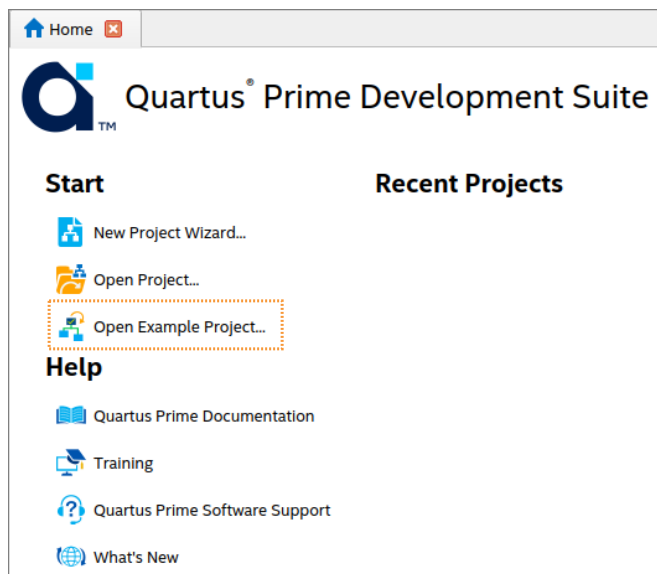 Home
Quartus® Prime Development Suite
TM
Start
Recent Projects
New Project Wizard...
Open Project...
Open Example Project...
Help
Quartus Prime Documentation
Training
Quartus Prime Software Support
What's New